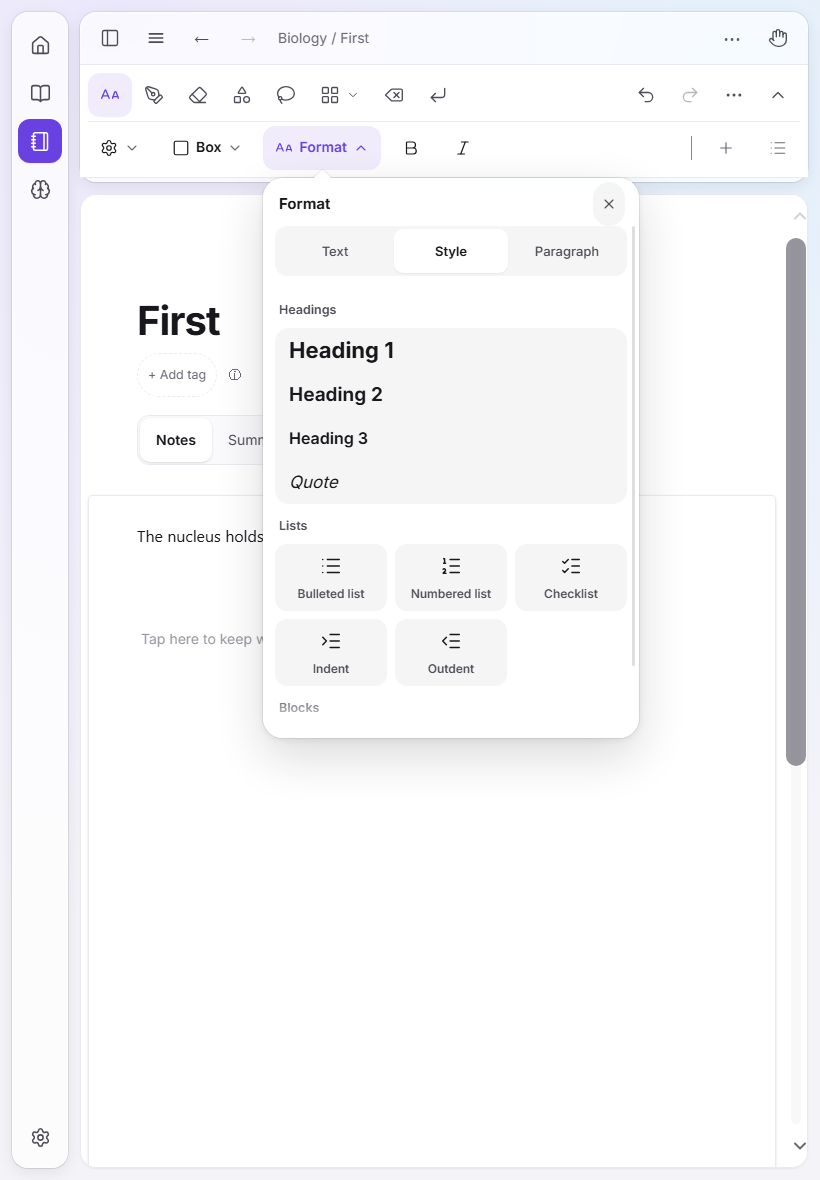 Biology / First
Box
Format
Format
Text
Style
Paragraph
First
+ Add tag
Notes
Headings
Heading 1
Heading 2
Heading 3
Quote
The nucleus holds
Tap here to keep
Lists
Bulleted list
Numbered list
Checklist
Indent
Outdent
Blocks